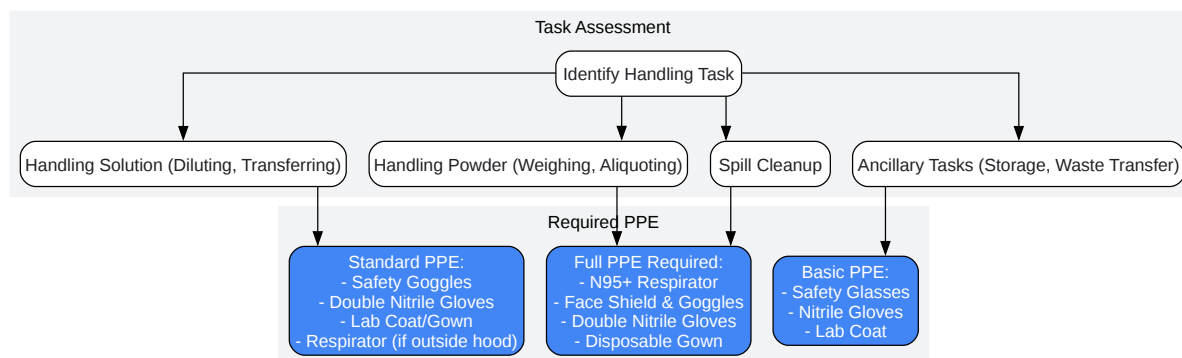 Task Assessment
Identify Handling Task
Handling Solution (Diluting, Transferring)
Handling Powder (Weighing, Aliquoting)
Spill Cleanup
Ancillary Tasks (Storage, Waste Transfer)
Required PPE
Standard PPE:
- Safety Goggles
- Double Nitrile Gloves
- Lab Coat/Gown
- Respirator (if outside hood)
Full PPE Required:
- N95+ Respirator
- Face Shield & Goggles
- Double Nitrile Gloves
- Disposable Gown
Basic PPE:
- Safety Glasses
- Nitrile Gloves
- Lab Coat